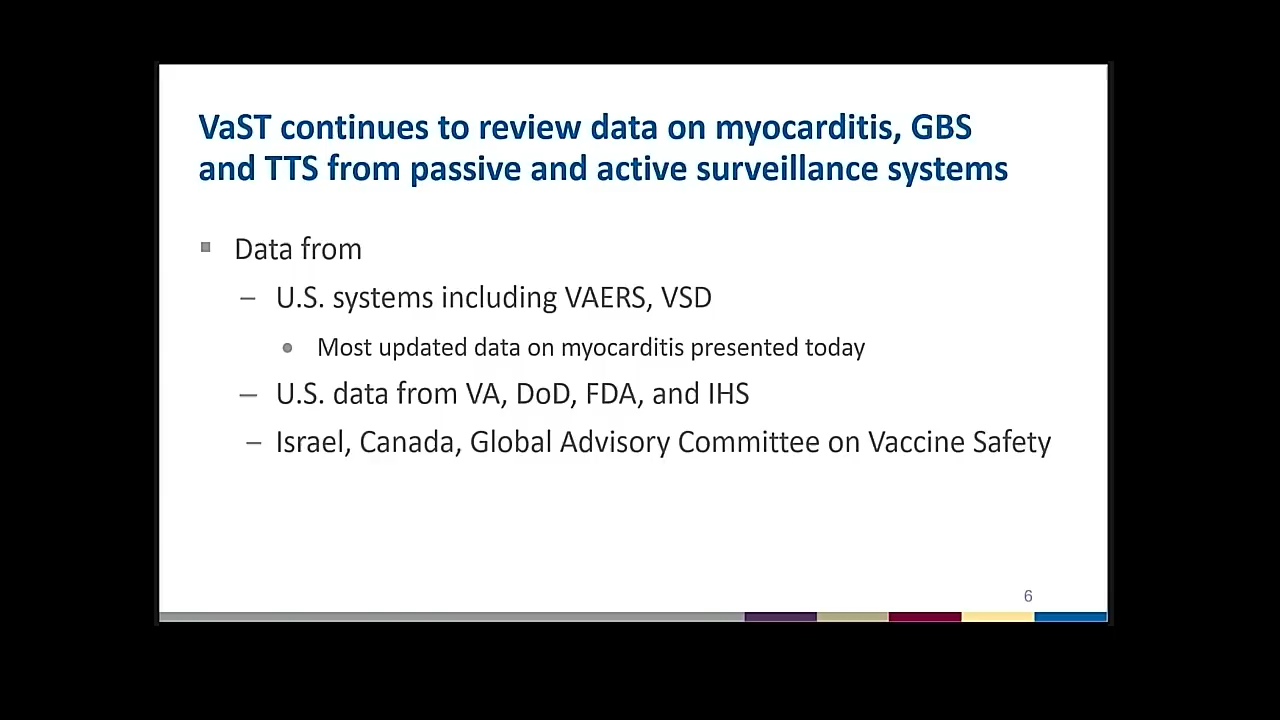 VaST continues to review data on myocarditis, GBS
and TTS from passive and active surveillance systems
Data from
– U.S. systems including VAERS, VSD
Most updated data on myocarditis presented today
– U.S. data from VA, DoD, FDA, and IHS
– Israel, Canada, Global Advisory Committee on Vaccine Safety
6